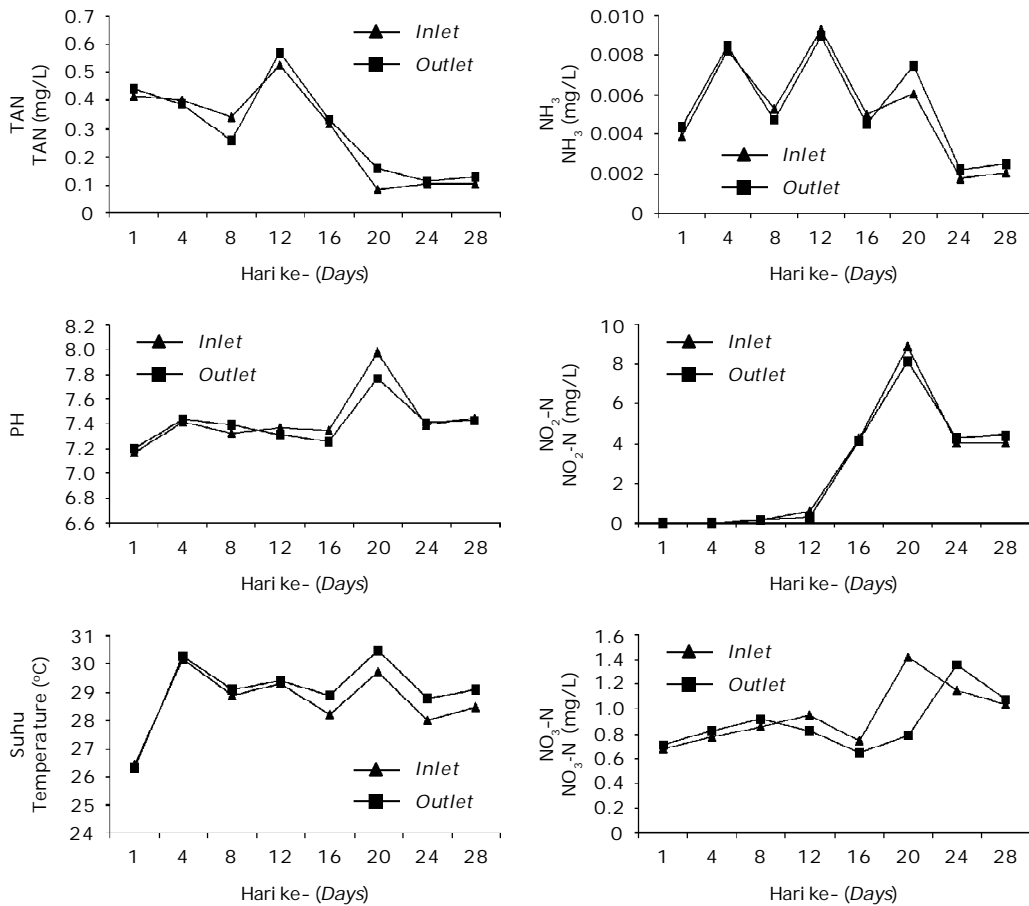 TAN
TAN (mg/L)
0.7
0.6
0.5
0.4
0.3
0.2
0.1
0
Inlet
Outlet
1 4 8 12 16 20 24 28
Hari ke- (Days)
NH3
NH3 (mg/L)
0.010
0.008
0.006
0.004
0.002
0
Inlet
Outlet
1 4 8 12 16 20 24 28
Hari ke- (Days)
PH
8.2
8.0
7.8
7.6
7.4
7.2
7.0
6.8
6.6
Inlet
Outlet
1 4 8 12 16 20 24 28
Hari ke- (Days)
NO2-N
NO2-N (mg/L)
10
8
6
4
2
0
Inlet
Outlet
1 4 8 12 16 20 24 28
Hari ke- (Days)
Suhu
Temperature (ºC)
31
30
29
28
27
26
25
24
Inlet
Outlet
1 4 8 12 16 20 24 28
Hari ke- (Days)
NO3-N
NO3-N (mg/L)
1.6
1.4
1.2
1.0
0.8
0.6
0.4
0.2
0
Inlet
Outlet
1 4 8 12 16 20 24 28
Hari ke- (Days)